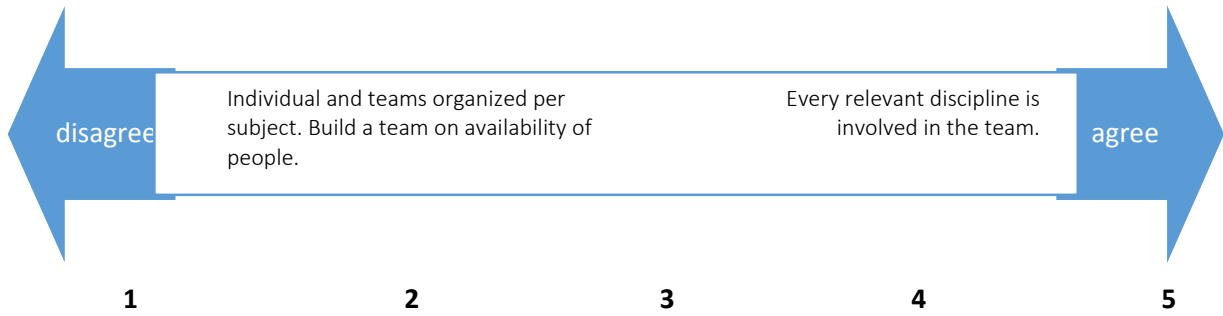 disagree
Individual and teams organized per
subject. Build a team on availability of
people.
Every relevant discipline is
involved in the team.
agree
1 2 3 4 5